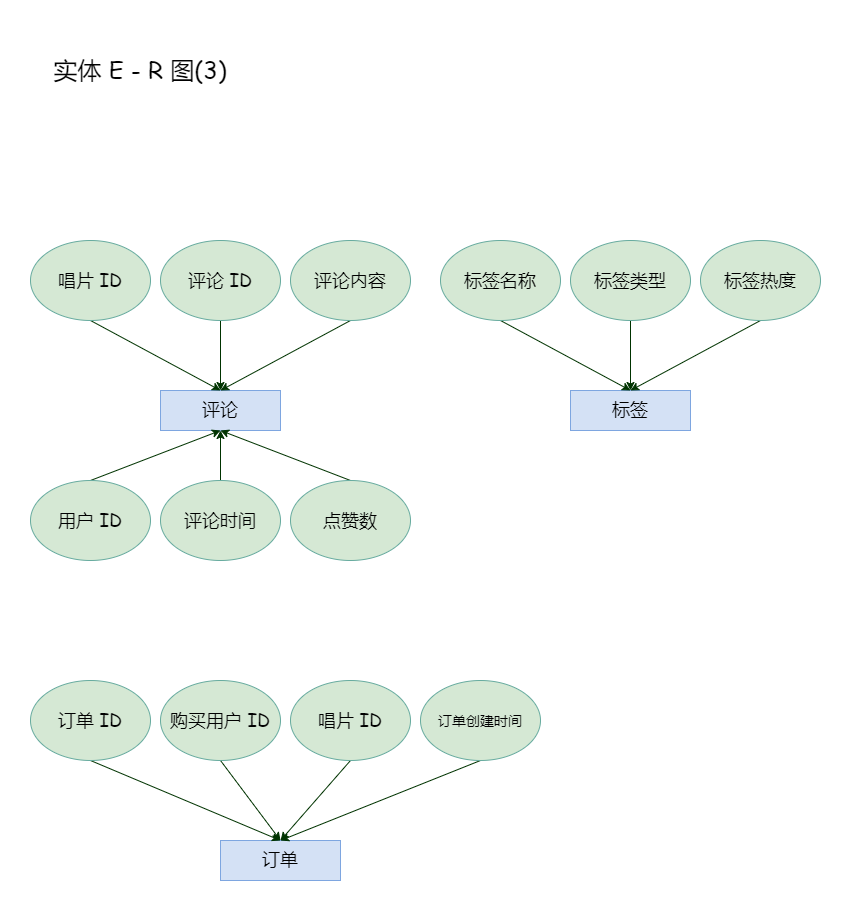 实体 E - R 图(3)
唱片 ID
评论 ID
评论内容
标签名称
标签类型
标签热度
评论
标签
用户 ID
评论时间
点赞数
订单 ID
购买用户 ID
唱片 ID
订单创建时间
订单